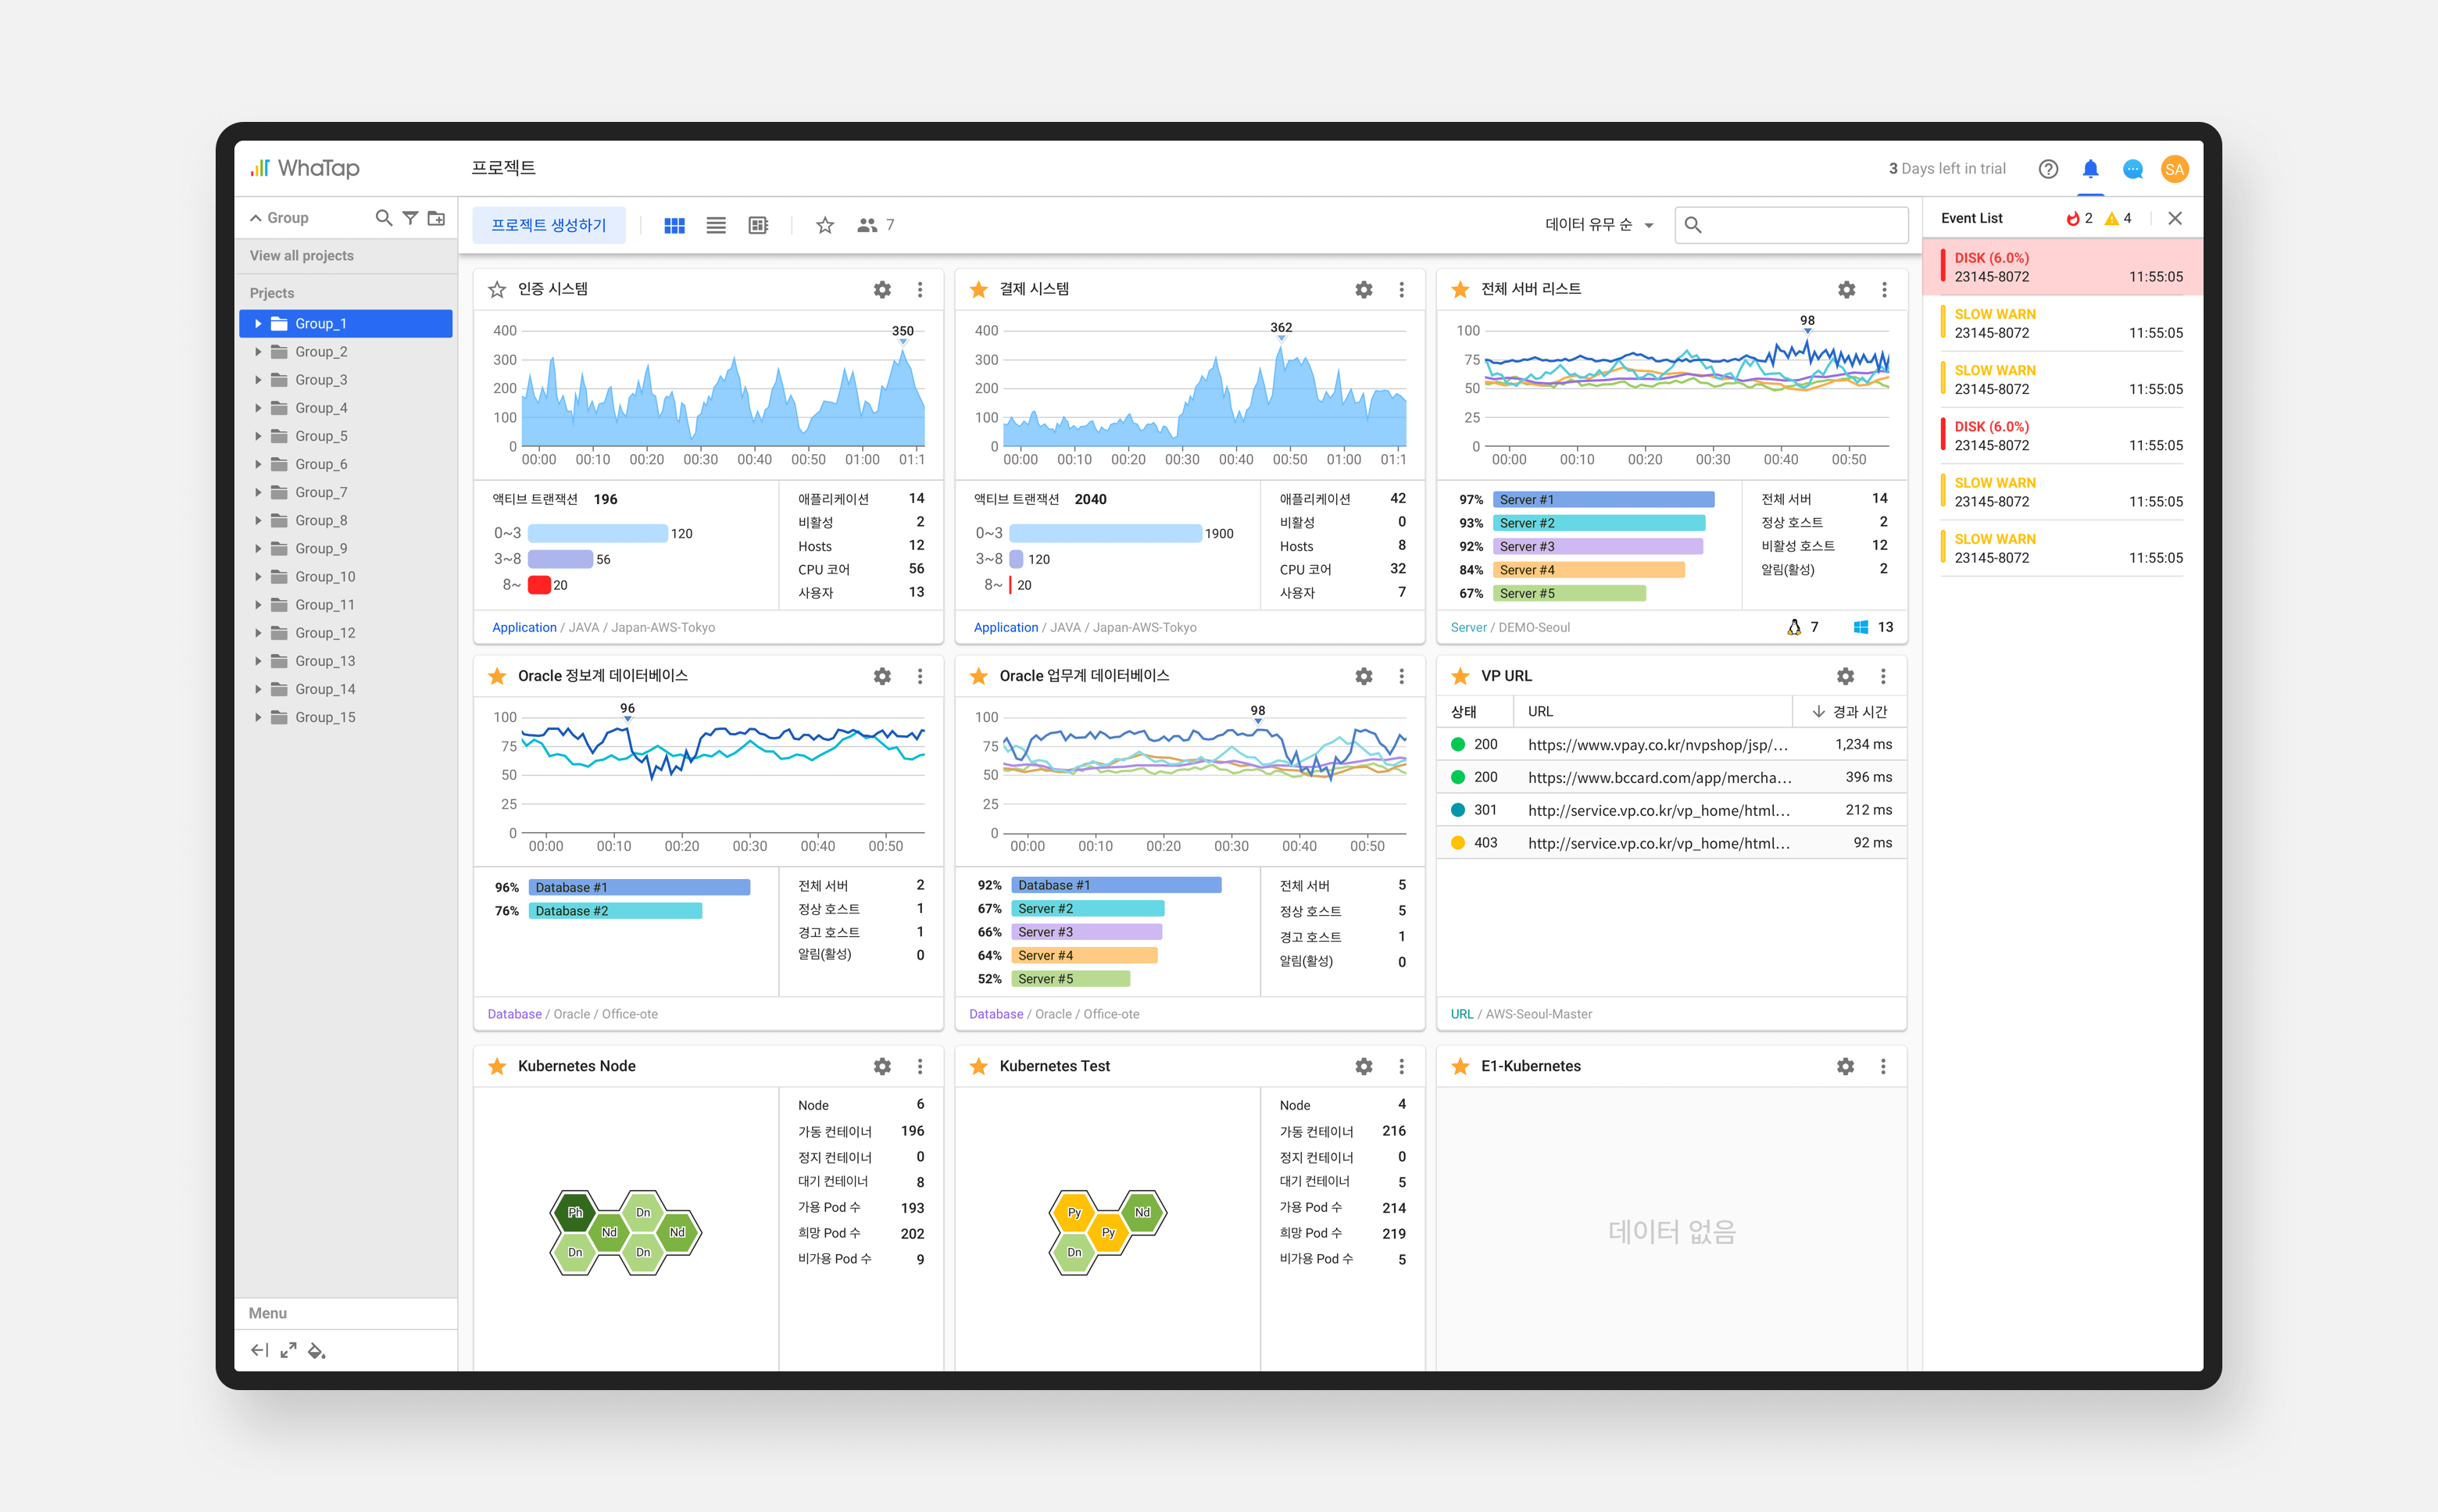 WhaTap
프로젝트
3 Days left in trial
SA
Group
View all projects
Prjects
Group_1
Group_2
Group_3
Group_4
Group_5
Group_6
Group_7
Group_8
Group_9
Group_10
Group_11
Group_12
Group_13
Group_14
Group_15
Menu
프로젝트 생성하기
7
데이터 유무 순
인증 시스템
350
400
300
200
100
0
00:00 00:10 00:20 00:30 00:40 00:50 01:00 01:1
액티브 트랜잭션 196
0~3 120
3~8 56
8~ 20
애플리케이션 14
비활성 2
Hosts 12
CPU 코어 56
사용자 13
Application / JAVA / Japan-AWS-Tokyo
결제 시스템
362
400
300
200
100
0
00:00 00:10 00:20 00:30 00:40 00:50 01:00 01:1
액티브 트랜잭션 2040
0~3 1900
3~8 120
8~ 20
애플리케이션 42
비활성 0
Hosts 8
CPU 코어 32
사용자 7
Application / JAVA / Japan-AWS-Tokyo
전체 서버 리스트
98
100
75
50
25
0
00:00 00:10 00:20 00:30 00:40 00:50
97% Server #1
93% Server #2
92% Server #3
84% Server #4
67% Server #5
전체 서버 14
정상 호스트 2
비활성 호스트 12
알림(활성) 2
Server / DEMO-Seoul
7 13
Oracle 정보계 데이터베이스
96
100
75
50
25
0
00:00 00:10 00:20 00:30 00:40 00:50
96% Database #1
76% Database #2
전체 서버 2
정상 호스트 1
경고 호스트 1
알림(활성) 0
Database / Oracle / Office-ote
Oracle 업무계 데이터베이스
98
100
75
50
25
0
00:00 00:10 00:20 00:30 00:40 00:50
92% Database #1
67% Server #2
66% Server #3
64% Server #4
52% Server #5
전체 서버 5
정상 호스트 5
경고 호스트 1
알림(활성) 0
Database / Oracle / Office-ote
VP URL
상태 URL 경과 시간
200 https://www.vpay.co.kr/nvpshop/jsp/... 1,234 ms
200 https://www.bccard.com/app/mercha... 396 ms
301 http://service.vp.co.kr/vp_home/html... 212 ms
403 http://service.vp.co.kr/vp_home/html... 92 ms
URL / AWS-Seoul-Master
Kubernetes Node
Ph
Dn
Nd
Nd
Dn
Dn
Node 6
가동 컨테이너 196
정지 컨테이너 0
대기 컨테이너 8
가용 Pod 수 193
희망 Pod 수 202
비가용 Pod 수 9
Kubernetes Test
Py
Nd
Py
Dn
Node 4
가동 컨테이너 216
정지 컨테이너 0
대기 컨테이너 5
가용 Pod 수 214
희망 Pod 수 219
비가용 Pod 수 5
E1-Kubernetes
데이터 없음
Event List 2 4
DISK (6.0%)
23145-8072 11:55:05
SLOW WARN
23145-8072 11:55:05
SLOW WARN
23145-8072 11:55:05
DISK (6.0%)
23145-8072 11:55:05
SLOW WARN
23145-8072 11:55:05
SLOW WARN
23145-8072 11:55:05